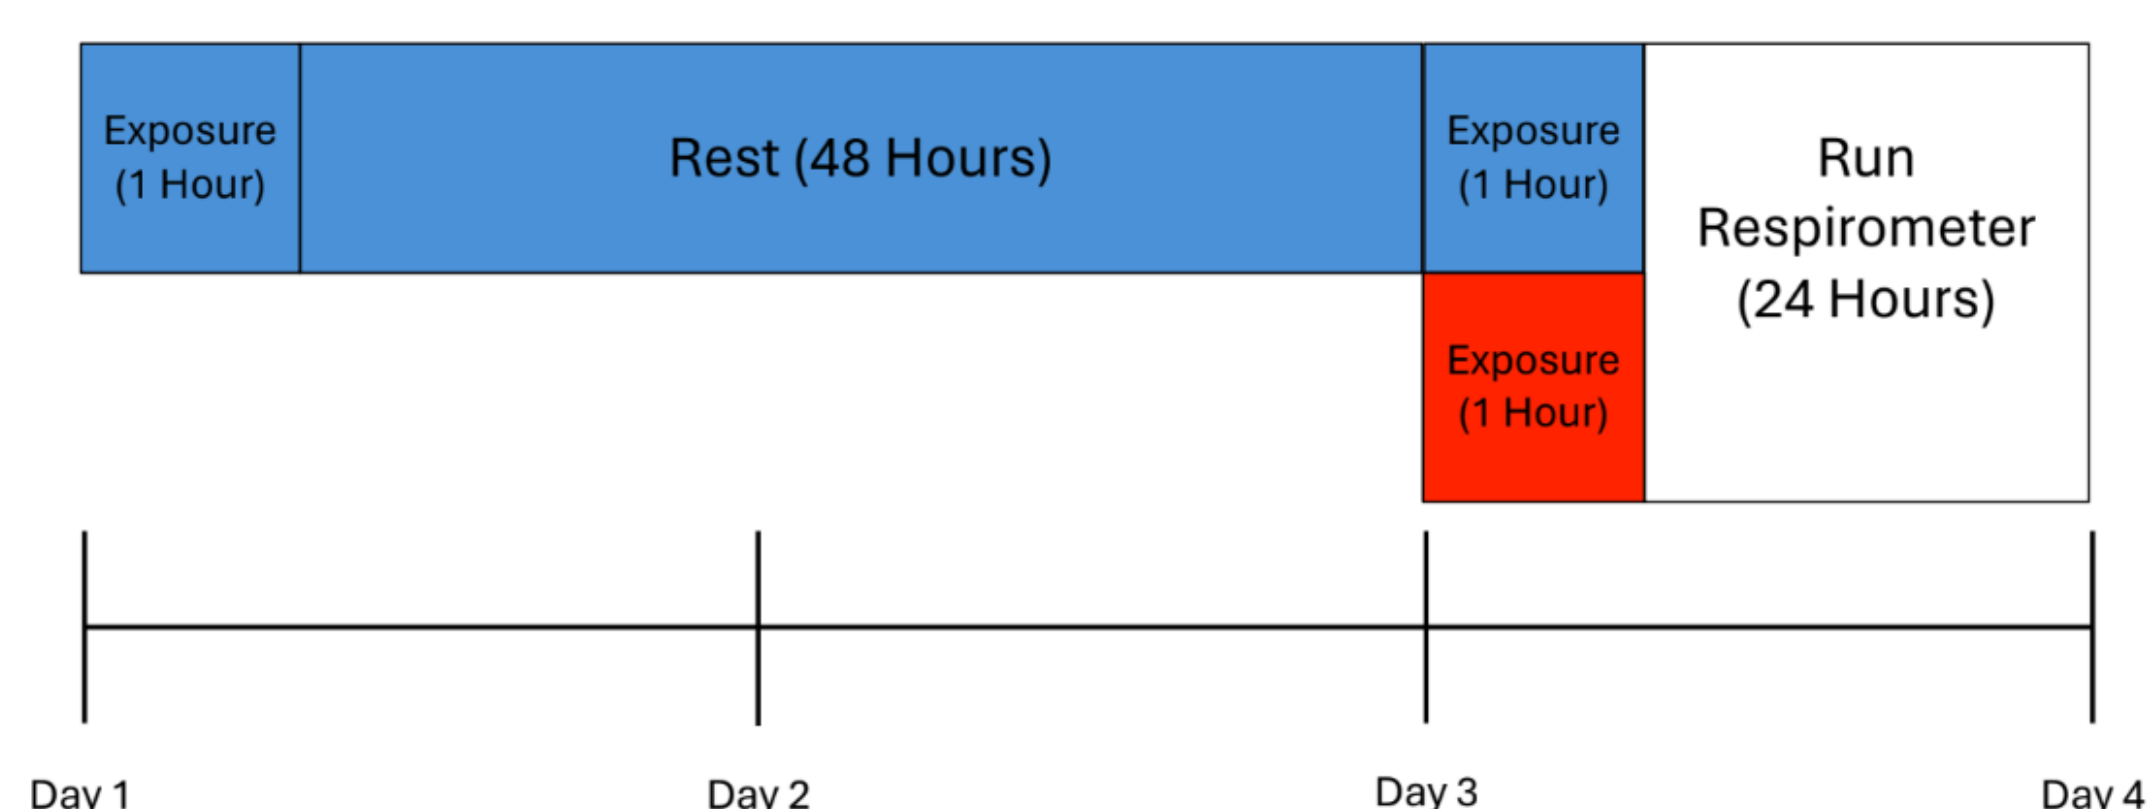 Exposure
(1 Hour)
Rest (48 Hours)
Exposure
(1 Hour)
Run
Respirometer
(24 Hours)
Exposure
(1 Hour)
Day 1
Day 2
Day 3
Day 4